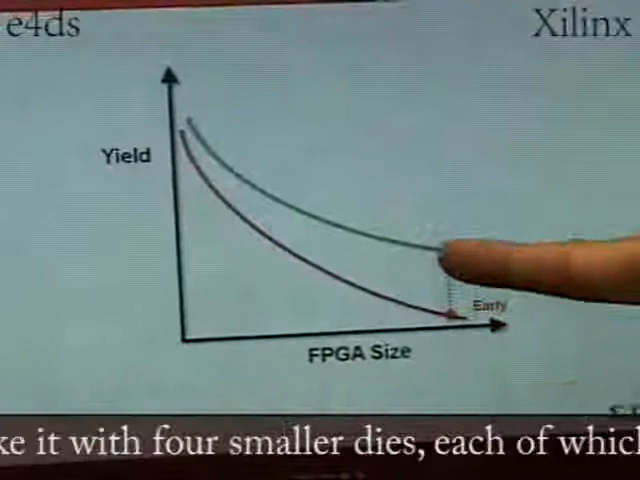 e4ds
Xilinx
Yield
Early
FPGA Size
ke it with four smaller dies, each of which